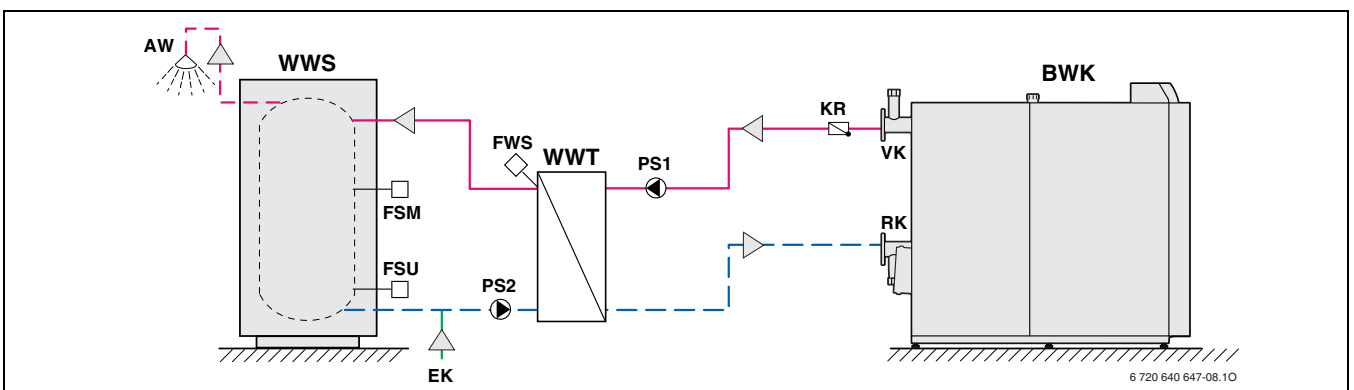 AW
WWS
BWK
KR
FWS
WWT
PS1
VK
FSM
RK
FSU
PS2
EK
6 720 640 647-08.1O